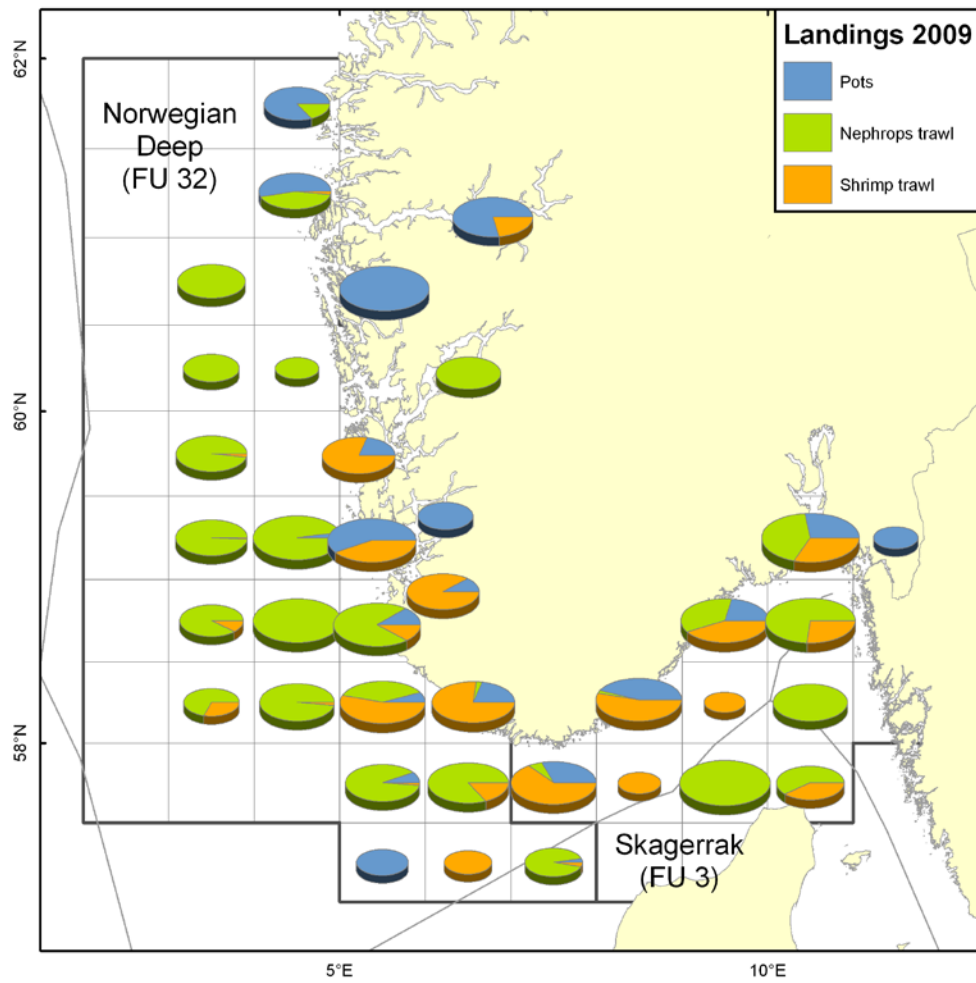 Landings 2009
Pots
Nephrops trawl
Shrimp trawl
Norwegian
Deep
(FU 32)
Skagerrak
(FU 3)
62°N
60°N
58°N
5°E
10°E